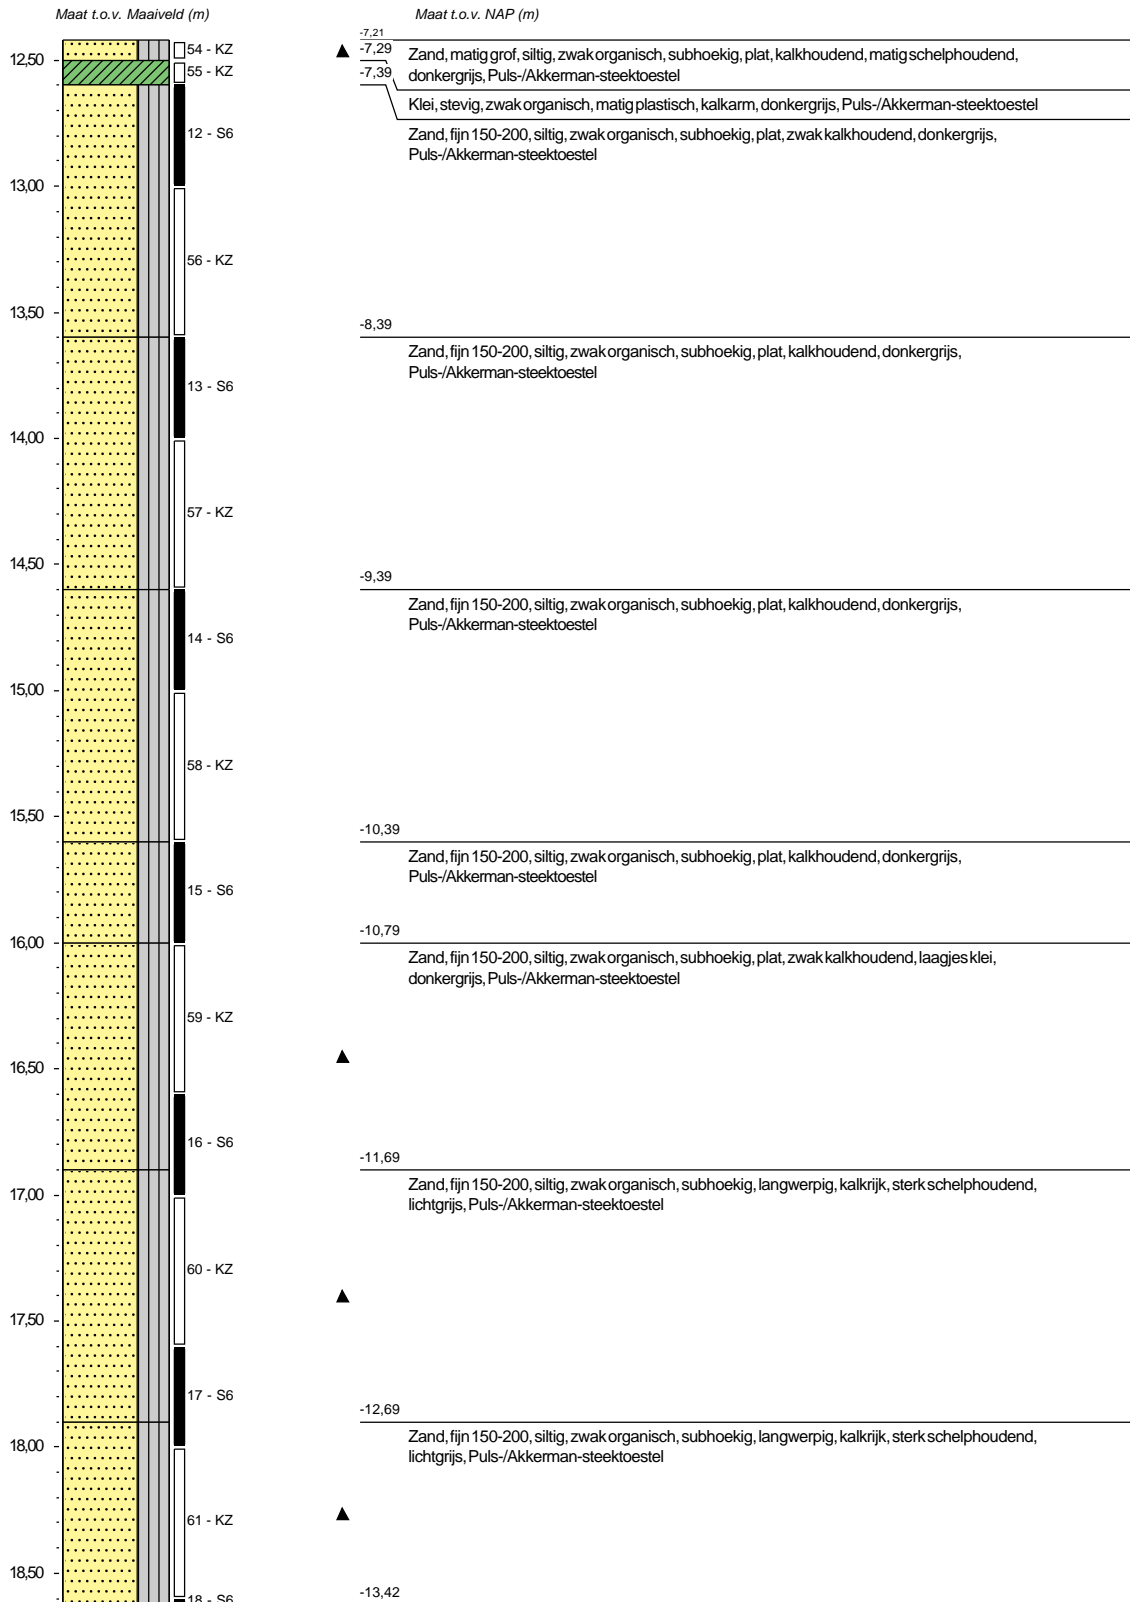 Maat t.o.v. Maaiveld (m)
Maat t.o.v. NAP (m)
-7,21
54 - KZ
-7,29
12,50
Zand, matig grof, siltig, zwak organisch, subhoekig, plat, kalkhoudend, matig schelphoudend,
55 - KZ
-7,39
donkergrijs, Puls-/Akkerman-steektoestel
Klei, stevig, zwak organisch, matig plastisch, kalkarm, donkergrijs, Puls-/Akkerman-steektoestel
12 - S6
Zand, fijn 150-200, siltig, zwak organisch, subhoekig, plat, zwak kalkhoudend, donkergrijs,
Puls-/Akkerman-steektoestel
13,00
56 - KZ
13,50
-8,39
Zand, fijn 150-200, siltig, zwak organisch, subhoekig, plat, kalkhoudend, donkergrijs,
Puls-/Akkerman-steektoestel
13 - S6
14,00
57 - KZ
14,50
-9,39
Zand, fijn 150-200, siltig, zwak organisch, subhoekig, plat, kalkhoudend, donkergrijs,
Puls-/Akkerman-steektoestel
14 - S6
15,00
58 - KZ
15,50
-10,39
Zand, fijn 150-200, siltig, zwak organisch, subhoekig, plat, kalkhoudend, donkergrijs,
Puls-/Akkerman-steektoestel
15 - S6
-10,79
16,00
Zand, fijn 150-200, siltig, zwak organisch, subhoekig, plat, zwak kalkhoudend, laagjes klei,
donkergrijs, Puls-/Akkerman-steektoestel
59 - KZ
16,50
16 - S6
-11,69
17,00
Zand, fijn 150-200, siltig, zwak organisch, subhoekig, langwerpig, kalkrijk, sterk schelphoudend,
lichtgrijs, Puls-/Akkerman-steektoestel
60 - KZ
17,50
17 - S6
-12,69
18,00
Zand, fijn 150-200, siltig, zwak organisch, subhoekig, langwerpig, kalkrijk, sterk schelphoudend,
lichtgrijs, Puls-/Akkerman-steektoestel
61 - KZ
18,50
-13,42
18 - S6